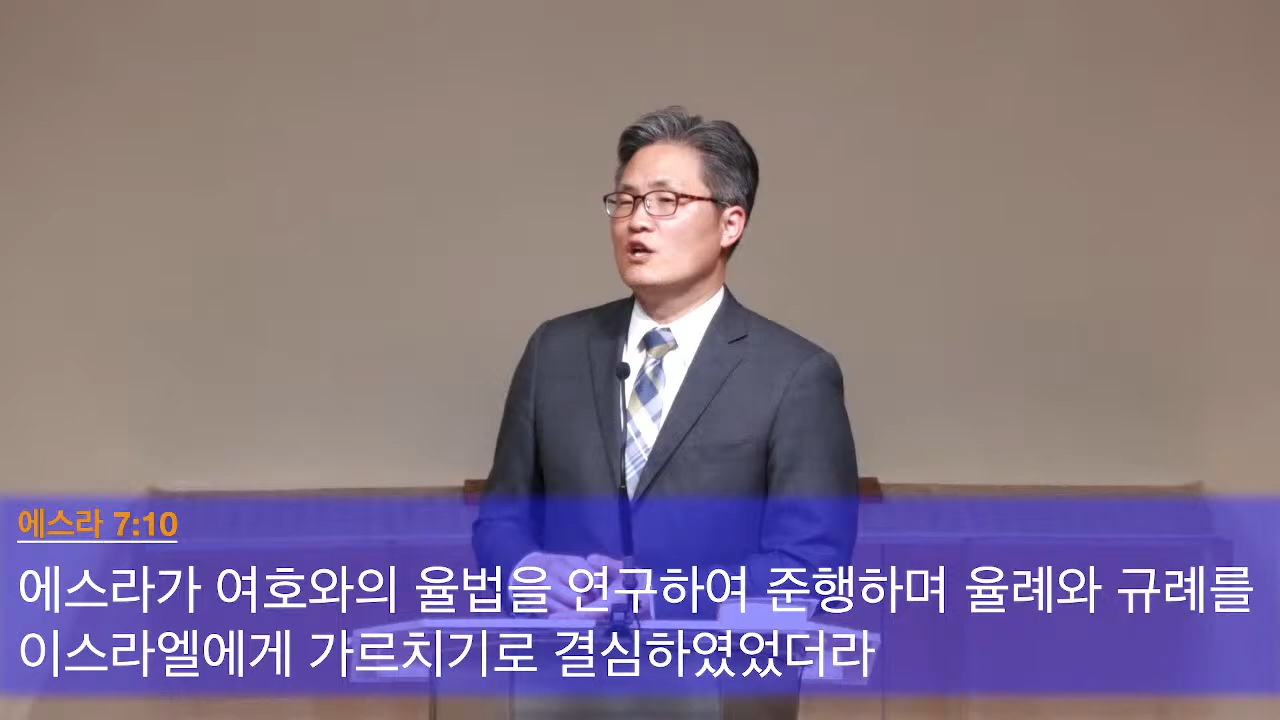 에스라 7:10
에스라가 여호와의 율법을 연구하여 준행하며 율례와 규례를
이스라엘에게 가르치기로 결심하였었더라